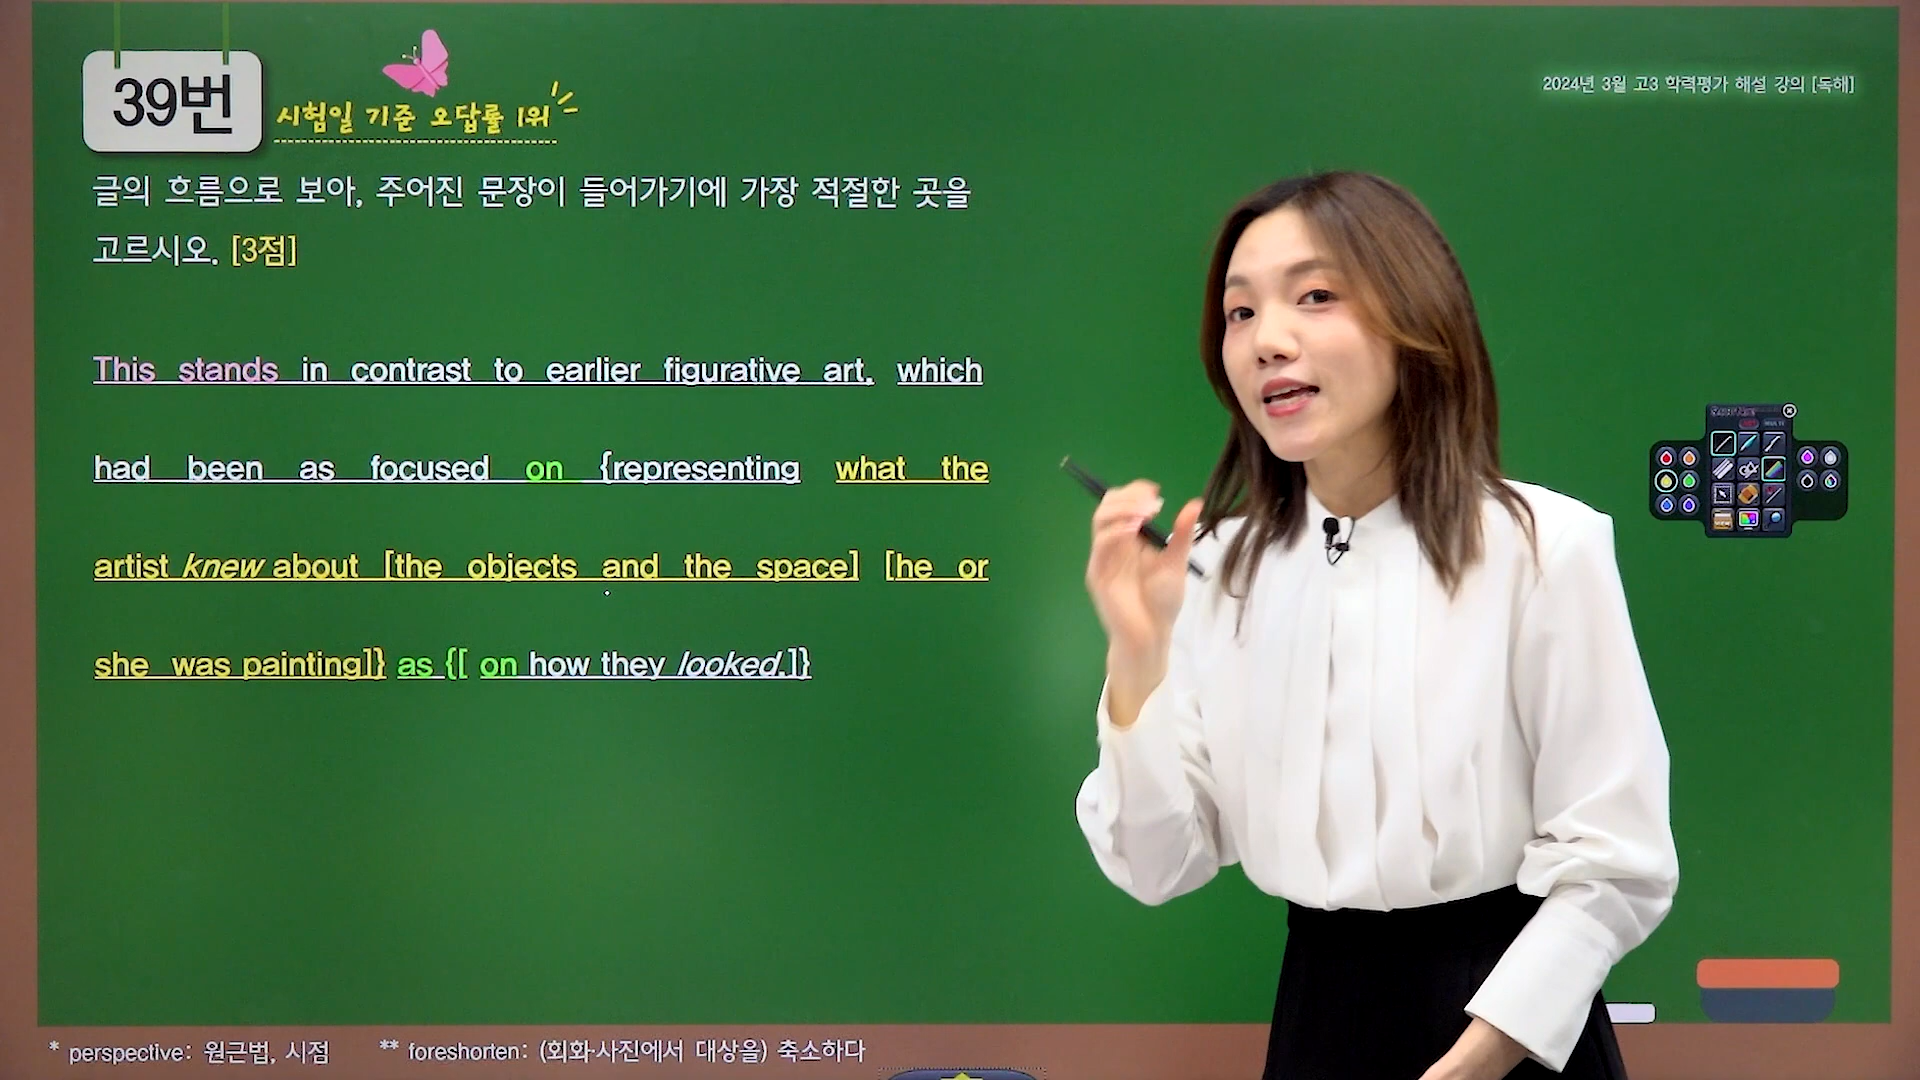 39번
시험일 기준 오답률 1위
2024년 3월 고3 학력평가 해설 강의 [독해]
글의 흐름으로 보아, 주어진 문장이 들어가기에 가장 적절한 곳을
고르시오. [3점]
This stands in contrast to earlier figurative art, which
had been as focused on {representing what the
artist knew about [the objects and the space] [he or
she was painting]} as {[ on how they looked.]}
* perspective: 원근법, 시점 ** foreshorten: (회화·사진에서 대상을) 축소하다